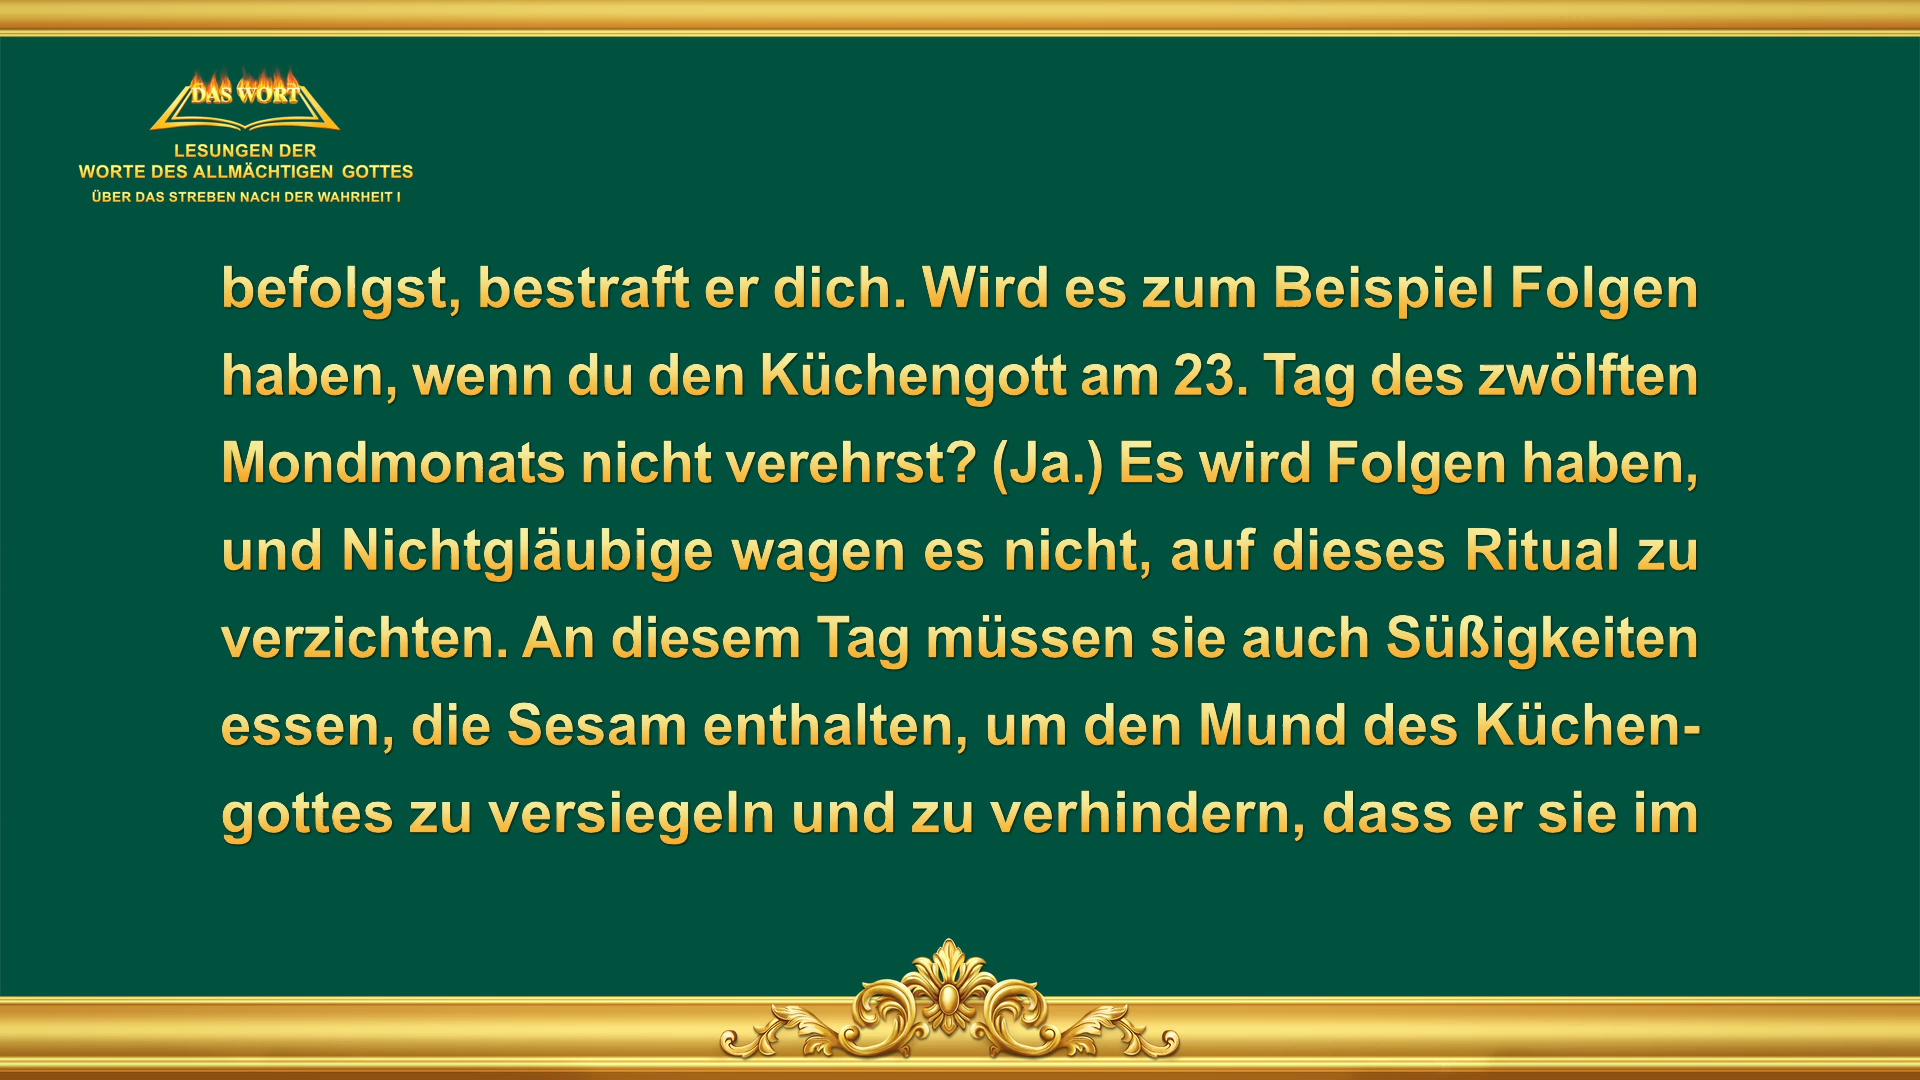 DAS WORT
LESUNGEN DER
WORTE DES ALLMÄCHTIGEN GOTTES
ÜBER DAS STREBEN NACH DER WAHRHEIT I
befolgst, bestraft er dich. Wird es zum Beispiel Folgen
haben, wenn du den Küchengott am 23. Tag des zwölften
Mondmonats nicht verehrst? (Ja.) Es wird Folgen haben,
und Nichtgläubige wagen es nicht, auf dieses Ritual zu
verzichten. An diesem Tag müssen sie auch Süßigkeiten
essen, die Sesam enthalten, um den Mund des Küchen-
gottes zu versiegeln und zu verhindern, dass er sie im